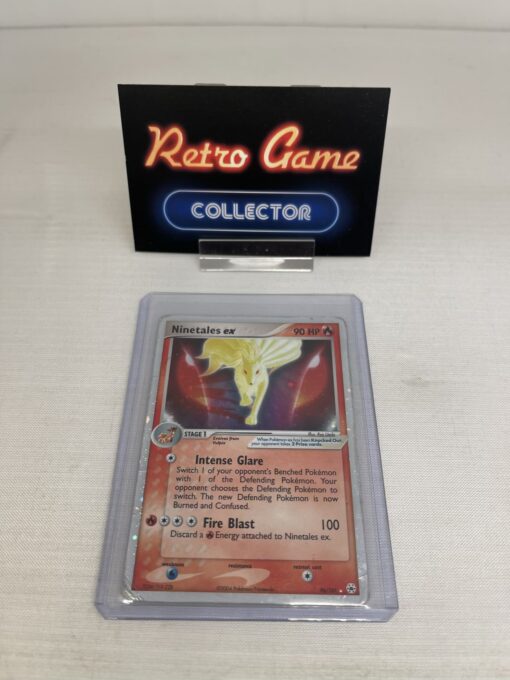 Retro Game
COLLECTOR
Ninetales ex 90 HP
STAGE 1
Evolves from
Vulpix
When Pokémon-ex has been Knocked Out,
your opponent takes 2 Prize cards.
Intense Glare
Switch 1 of your opponent's Benched Pokémon
with 1 of the Defending Pokémon. Your
opponent chooses the Defending Pokémon to
switch. The new Defending Pokémon is now
Burned and Confused.
Fire Blast 100
Discard a Energy attached to Ninetales ex.
weakness resistance retreat cost